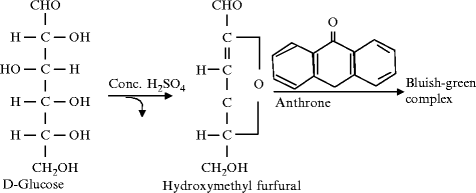 CHO
H – C – OH
HO – C – H
H – C – OH
H – C – OH
CH₂OH
D-Glucose
Conc. H₂SO₄
CHO
C
H – C
C
H – C
CH₂OH
O
Hydroxymethyl furfural
O
Anthrone
Bluish-green
complex